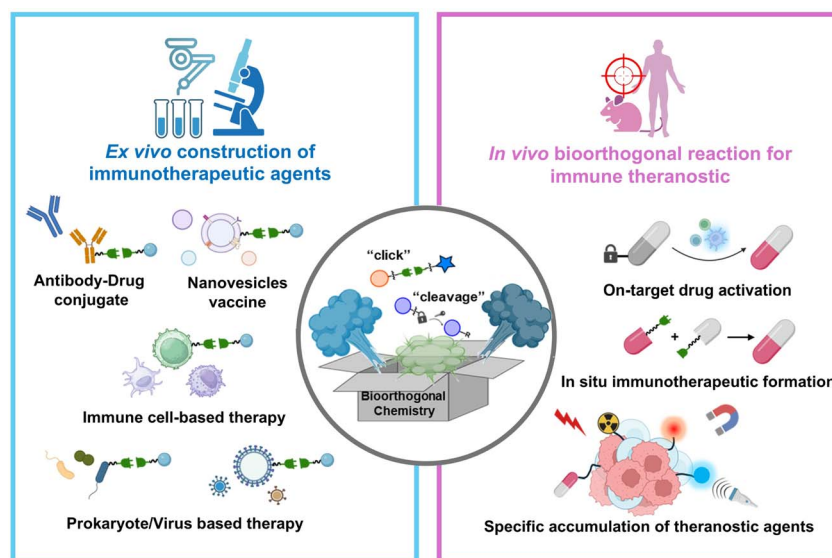 Ex vivo construction of
immunotherapeutic agents
Antibody-Drug
conjugate
Nanovesicles
vaccine
Immune cell-based therapy
Prokaryote/Virus based therapy
“click”
“cleavage”
R
Bioorthogonal
Chemistry
In vivo bioorthogonal reaction for
immune theranostic
On-target drug activation
+
In situ immunotherapeutic formation
Specific accumulation of theranostic agents